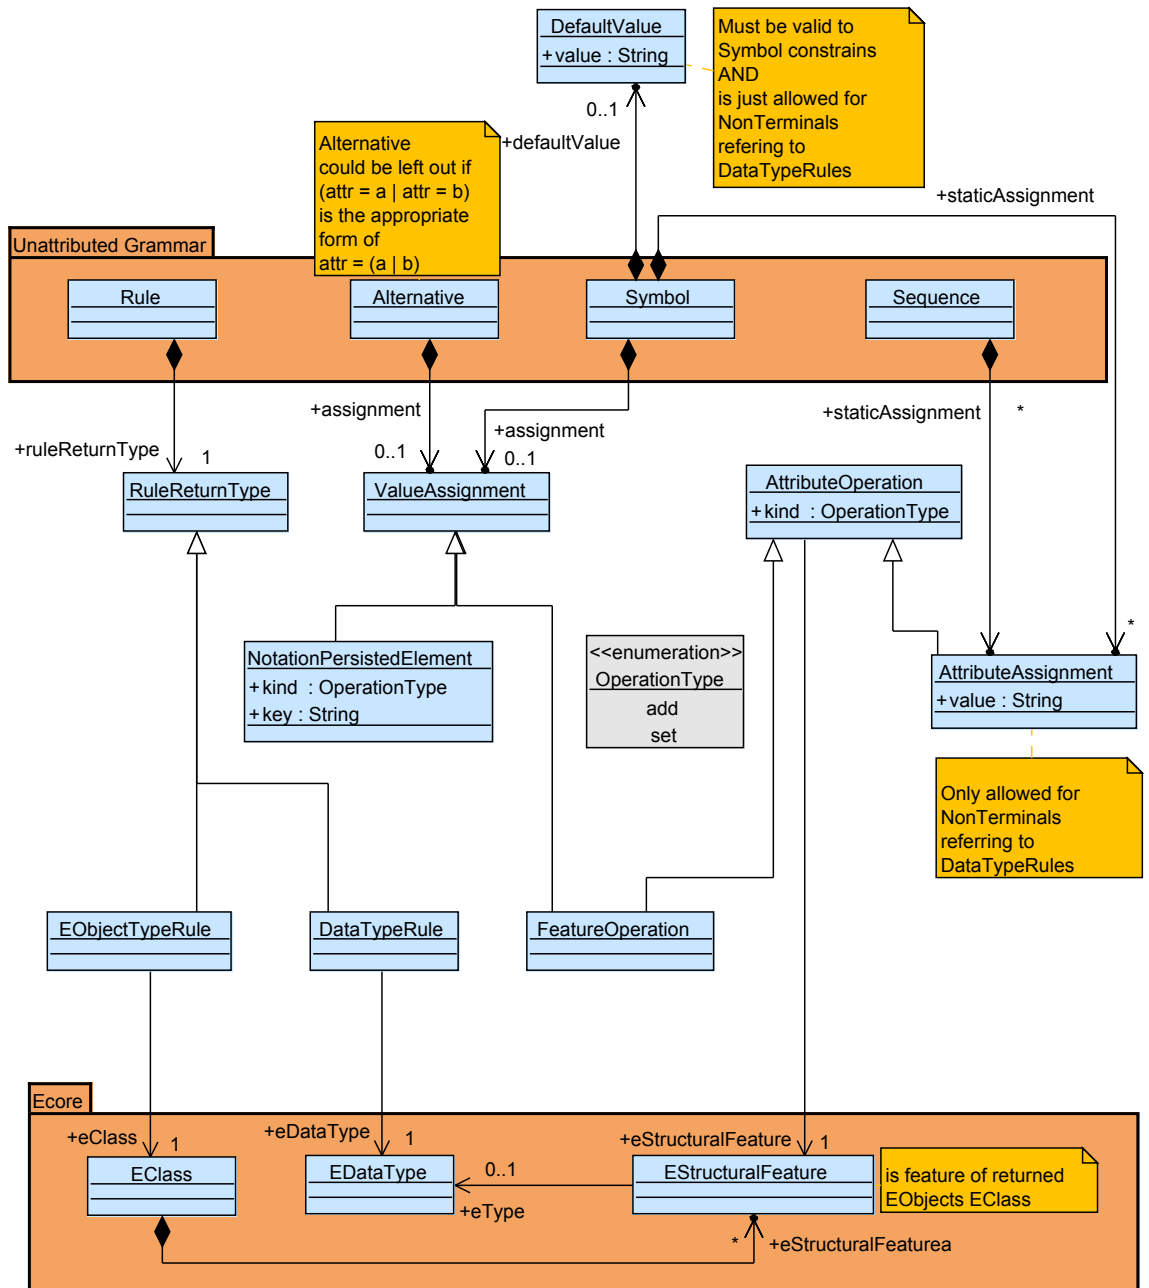 DefaultValue
+ value : String
Must be valid to
Symbol constrains
AND
is just allowed for
NonTerminals
refering to
DataTypeRules
0..1
+defaultValue
Alternative
could be left out if
(attr = a | attr = b)
is the appropriate
form of
attr = (a | b)
+staticAssignment
Unattributed Grammar
Rule
Alternative
Symbol
Sequence
+assignment
+assignment
+staticAssignment
*
+ruleReturnType
1
0..1
0..1
RuleReturnType
ValueAssignment
AttributeOperation
+ kind : OperationType
*
NotationPersistedElement
+ kind : OperationType
+ key : String
<<enumeration>>
OperationType
add
set
AttributeAssignment
+ value : String
Only allowed for
NonTerminals
referring to
DataTypeRules
EObjectTypeRule
DataTypeRule
FeatureOperation
Ecore
+eClass
1
+eDataType
1
+eStructuralFeature
1
EClass
EDataType
0..1
+eType
EStructuralFeature
is feature of returned
EObjects EClass
*
+eStructuralFeaturea